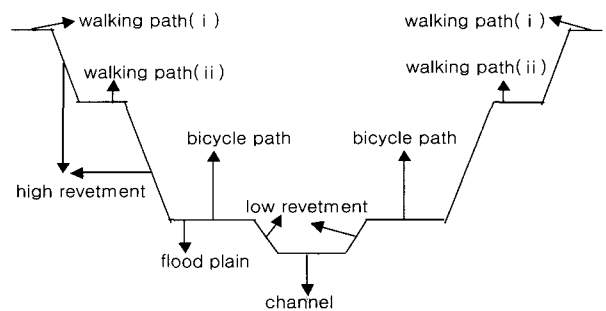 walking path( i ) walking path( i )
walking path(ii) walking path(ii)
bicycle path bicycle path
high revetment low revetment
flood plain
channel